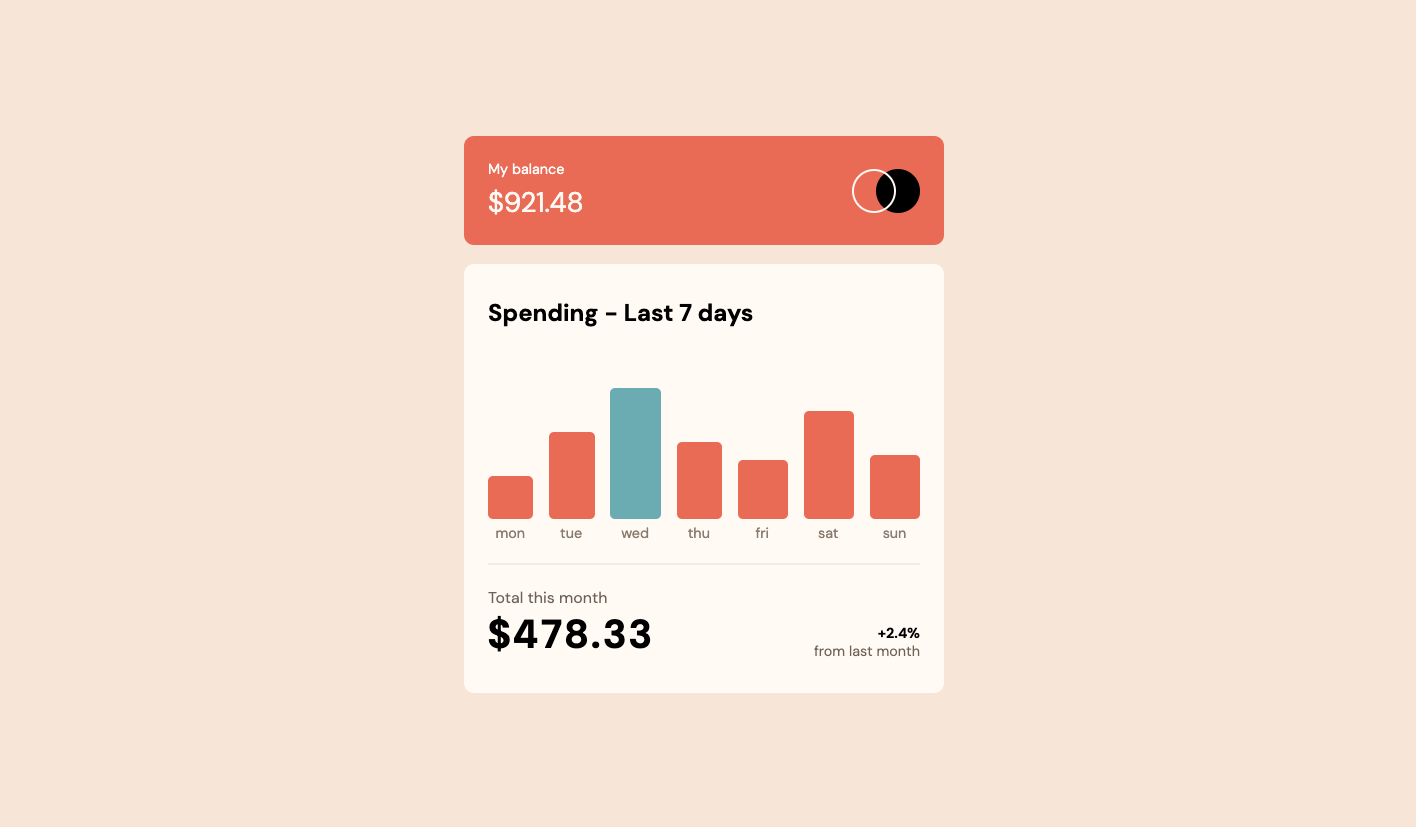 My balance
$921.48
Spending - Last 7 days
mon tue wed thu fri sat sun
Total this month
$478.33
+2.4%
from last month